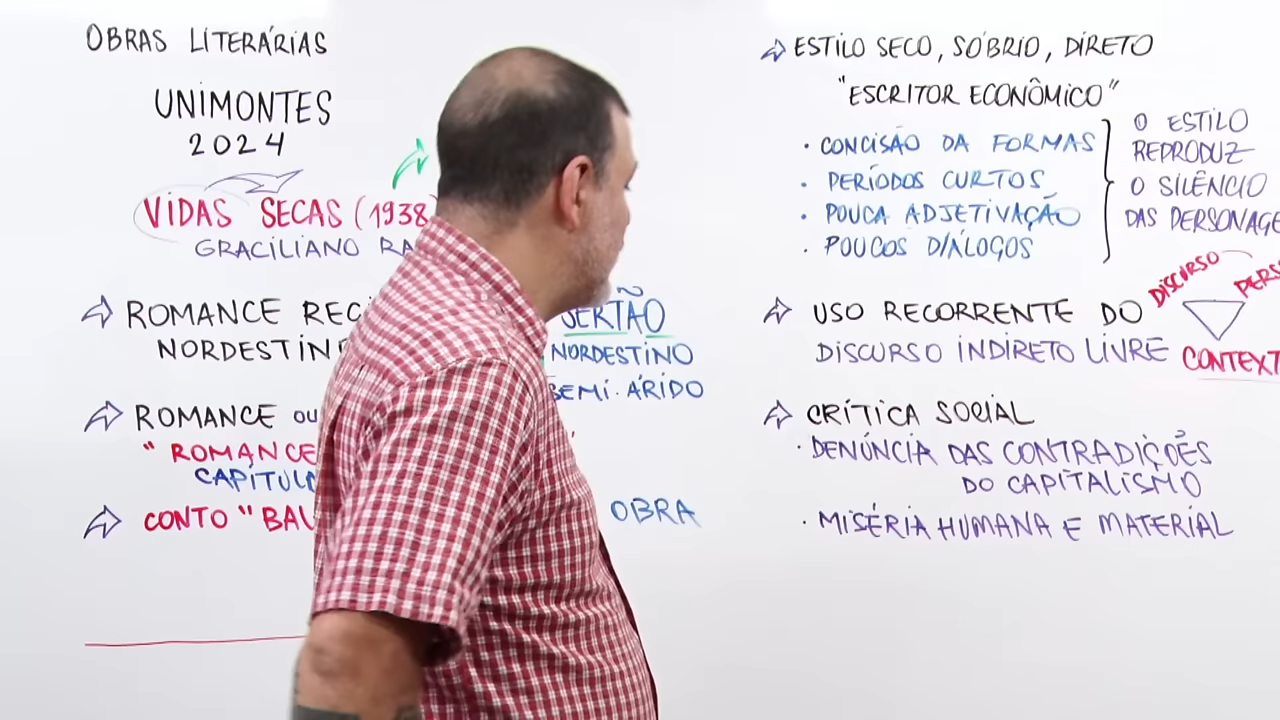 OBRAS LITERÁRIAS
UNIMONTES
2024
VIDAS SECAS (1938
GRACILIANO
ROMANCE
NORDESTIN
ROMANCE OU
"ROMANCE
CAPÍTULO
CONTO "BAL
SERTÃO
NORDESTINO
SEMI-ÁRIDO
OBRA
ESTILO SECO, SÓBRIO, DIRETO
"ESCRITOR ECONÔMICO"
• CONCISÃO DA FORMAS
• PERÍODOS CURTOS
• POUCA ADJETIVAÇÃO
• POUCOS DIÁLOGOS
O ESTILO
REPRODUZ
O SILÊNCIO
DAS PERSONAGE
USO RECORRENTE DO
DISCURSO INDIRETO LIVRE
DISCURSO
PERS
CONTEXT
CRÍTICA SOCIAL
• DENÚNCIA DAS CONTRADIÇÕES
DO CAPITALISMO
• MISÉRIA HUMANA E MATERIAL